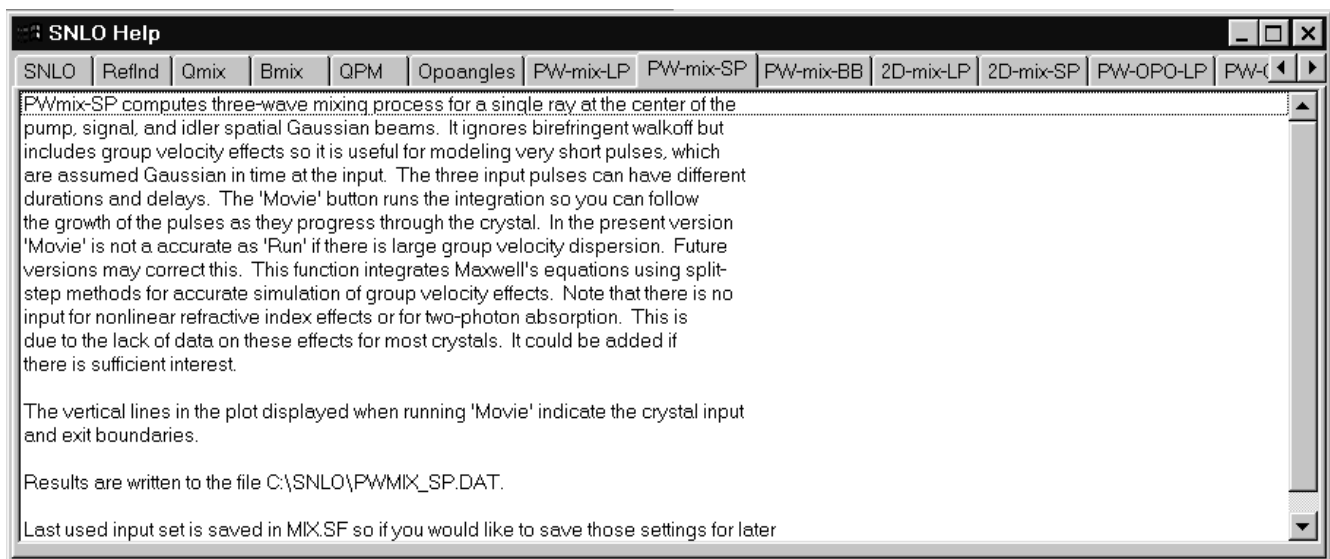 SNLO Help
SNLO RefInd Qmix Bmix QPM Opoangles PW-mix-LP PW-mix-SP PW-mix-BB 2D-mix-LP 2D-mix-SP PW-OPO-LP
PWmix-SP computes three-wave mixing process for a single ray at the center of the
pump, signal, and idler spatial Gaussian beams. It ignores birefringent walkoff but
includes group velocity effects so it is useful for modeling very short pulses, which
are assumed Gaussian in time at the input. The three input pulses can have different
durations and delays. The 'Movie' button runs the integration so you can follow
the growth of the pulses as they progress through the crystal. In the present version
'Movie' is not a accurate as 'Run' if there is large group velocity dispersion. Future
versions may correct this. This function integrates Maxwell's equations using split-
step methods for accurate simulation of group velocity effects. Note that there is no
input for nonlinear refractive index effects or for two-photon absorption. This is
due to the lack of data on these effects for most crystals. It could be added if
there is sufficient interest.
The vertical lines in the plot displayed when running 'Movie' indicate the crystal input
and exit boundaries.
Results are written to the file C:\SNLO\PWMIX_SP.DAT.
Last used input set is saved in MIX.SF so if you would like to save those settings for later